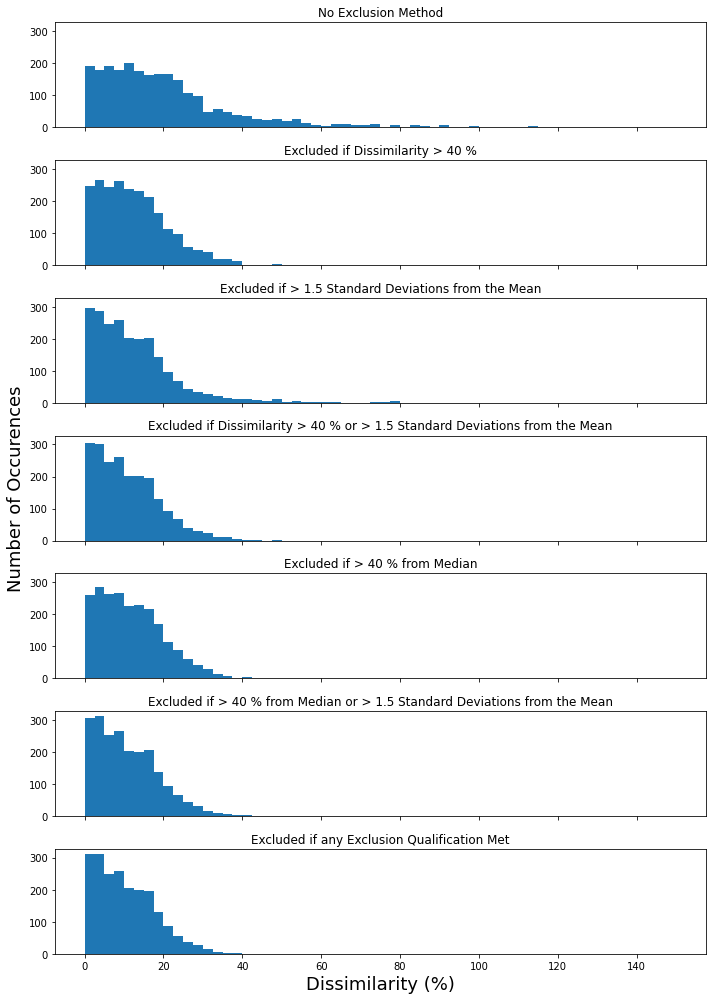 No Exclusion Method
300
200
100
0
Excluded if Dissimilarity > 40 %
300
200
100
0
Excluded if > 1.5 Standard Deviations from the Mean
300
200
100
0
Excluded if Dissimilarity > 40 % or > 1.5 Standard Deviations from the Mean
300
200
100
0
Excluded if > 40 % from Median
300
200
100
0
Excluded if > 40 % from Median or > 1.5 Standard Deviations from the Mean
300
200
100
0
Excluded if any Exclusion Qualification Met
300
200
100
0
0 20 40 60 80 100 120 140
Dissimilarity (%)
Number of Occurences